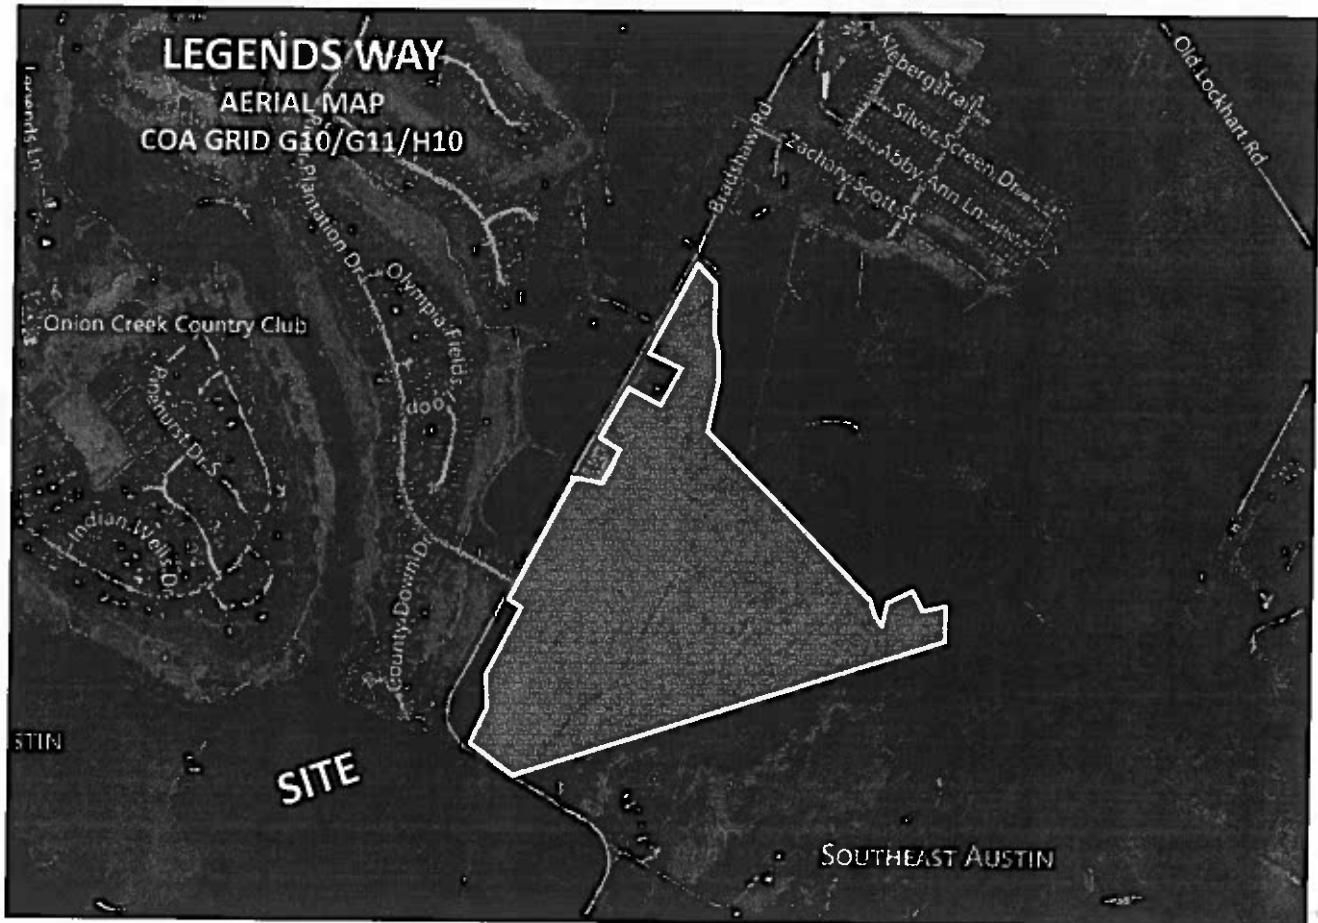 LEGENDS WAY
AERIAL MAP
COA GRID G10/G11/H10
Plantation Dr
Olympia Fields
Onion Creek Country Club
Pinehurst Dr S
Indian Wells Dr
County Down Dr
Bradshaw Rd
Kleberg Trail
Silver Screen Dr
Abby Ann Ln
Zachary Scott St
Old Lockhart Rd
STIN
SITE
SOUTHEAST AUSTIN